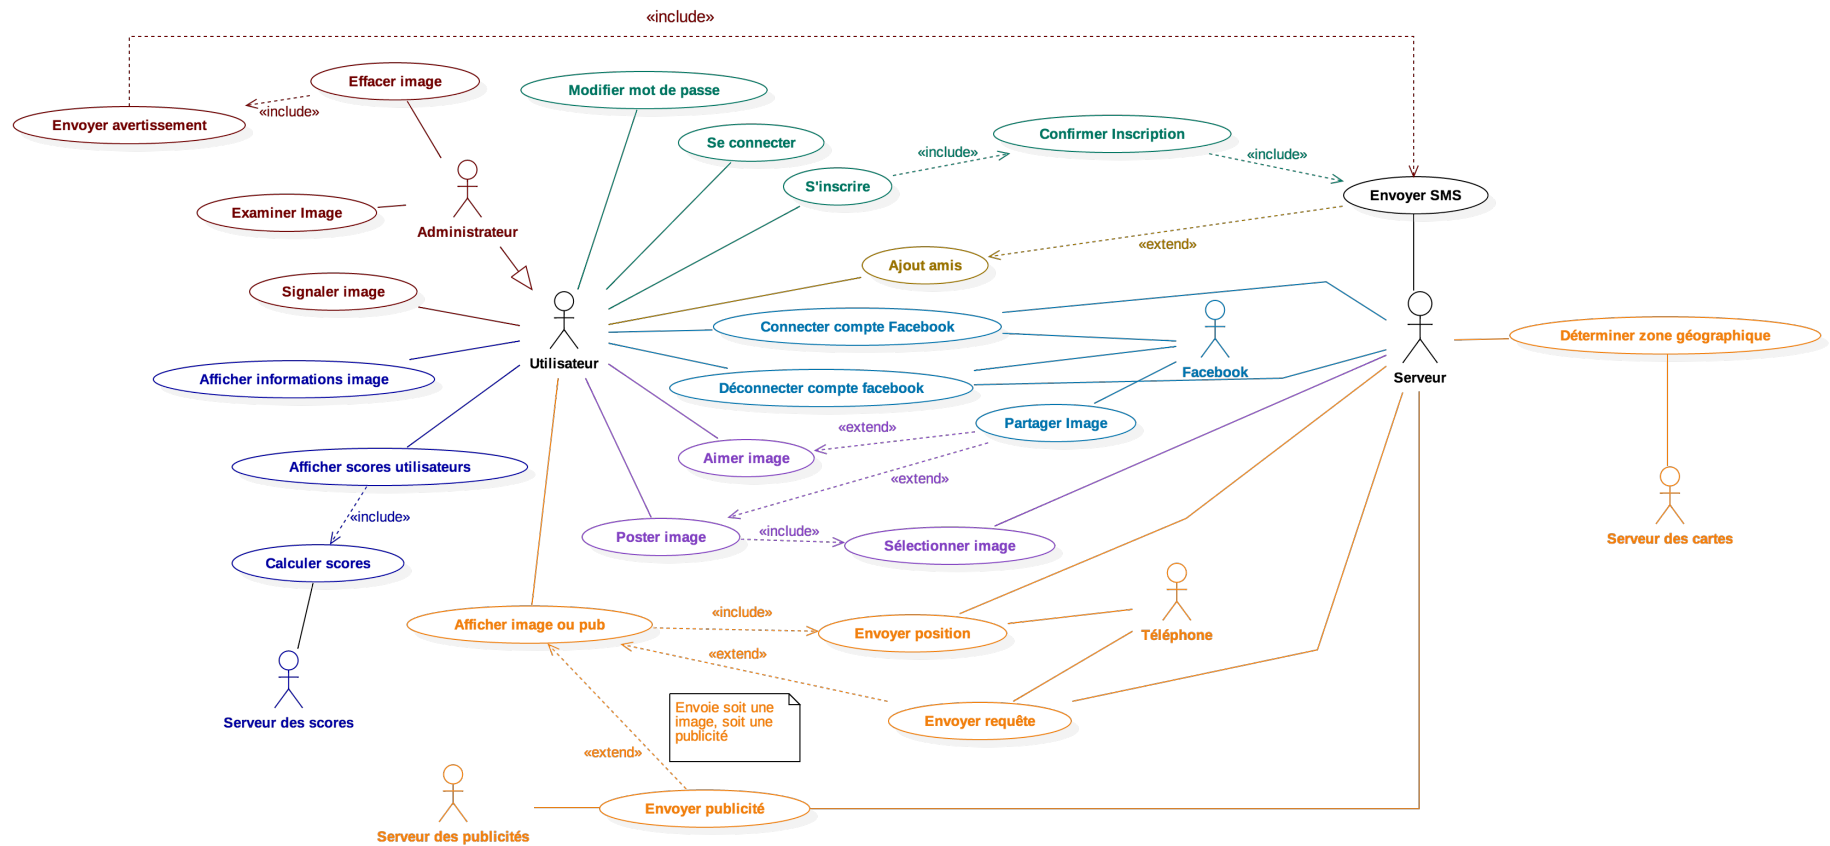 «include»
Effacer image
Modifier mot de passe
«include»
Envoyer avertissement
Se connecter
Confirmer Inscription
«include»
«include»
S'inscrire
Envoyer SMS
Examiner Image
Administrateur
«extend»
Ajout amis
Signaler image
Connecter compte Facebook
Déterminer zone géographique
Utilisateur
Facebook
Serveur
Afficher informations image
Déconnecter compte facebook
Partager Image
«extend»
Aimer image
Afficher scores utilisateurs
«extend»
«include»
«include»
Poster image
Sélectionner image
Serveur des cartes
Calculer scores
«include»
Afficher image ou pub
Envoyer position
Téléphone
«extend»
Envoie soit une
image, soit une
publicité
Envoyer requête
Serveur des scores
«extend»
Envoyer publicité
Serveur des publicités